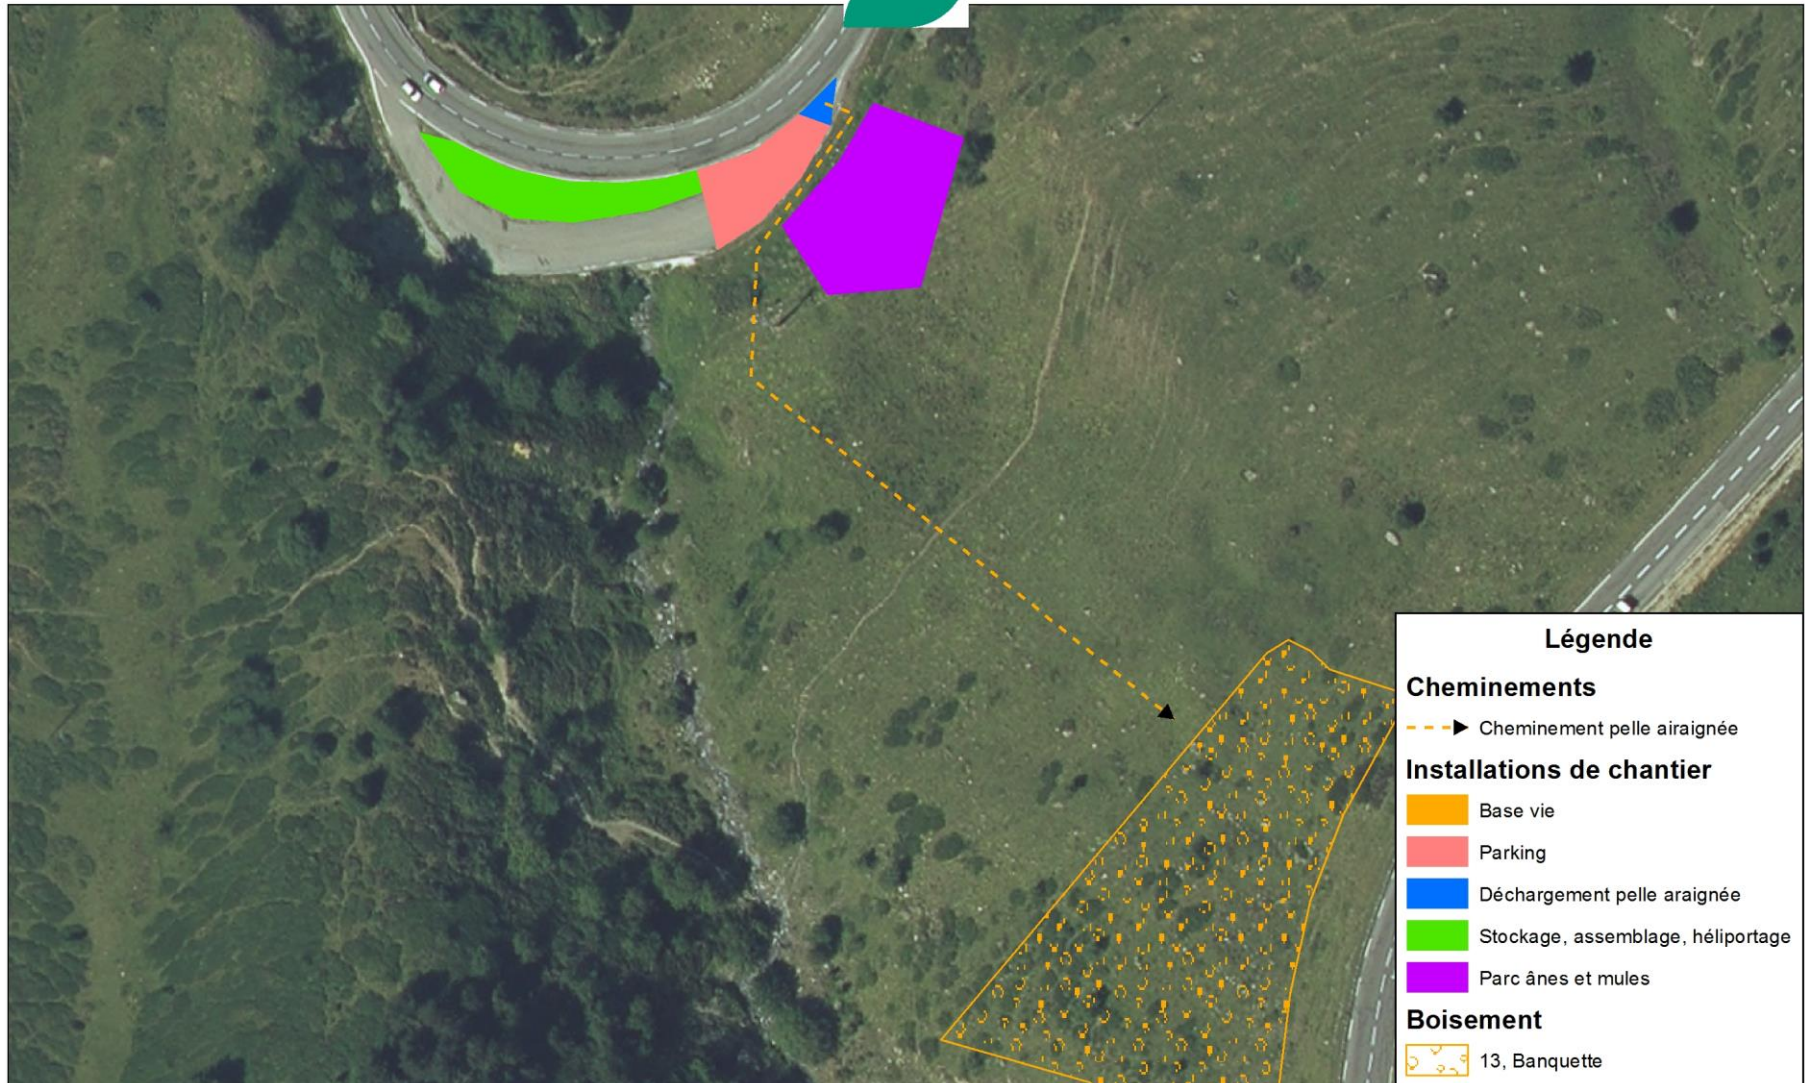 Légende
Cheminements
Cheminement pelle airaignée
Installations de chantier
Base vie
Parking
Déchargement pelle araignée
Stockage, assemblage, héliportage
Parc ânes et mules
Boisement
13, Banquette